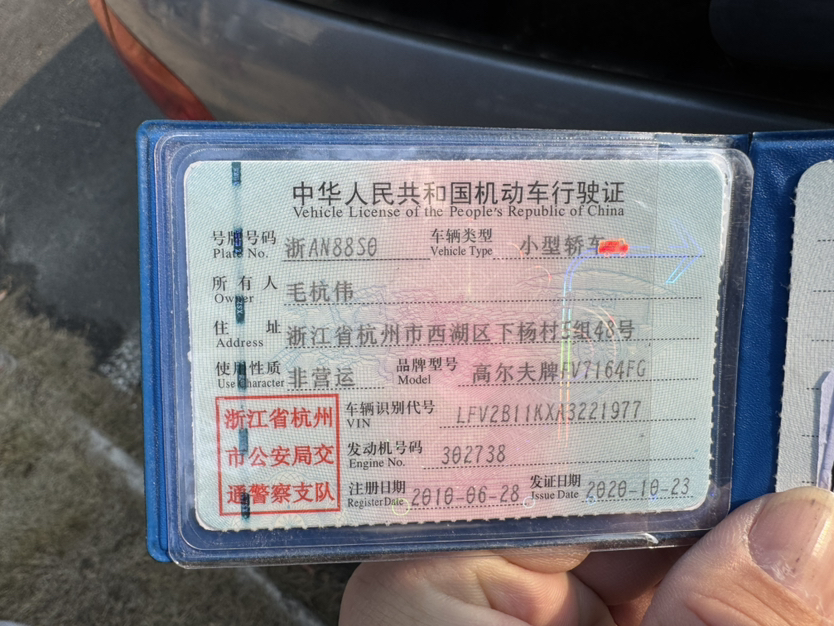 中华人民共和国机动车行驶证
Vehicle License of the People's Republic of China
号牌号码 浙AN88S0 车辆类型 小型轿车
Plate No. Vehicle Type
所有人 毛杭伟
Owner
住址 浙江省杭州市西湖区下杨村3组48号
Address
使用性质 非营运 品牌型号 高尔夫牌FV7164FG
Use Character Model
浙江省杭州 车辆识别代号 LFV2B11KXA3221977
VIN
市公安局交 发动机号码 302738
Engine No.
通警察支队 注册日期 2010-06-28 发证日期 2020-10-23
Register Date Issue Date